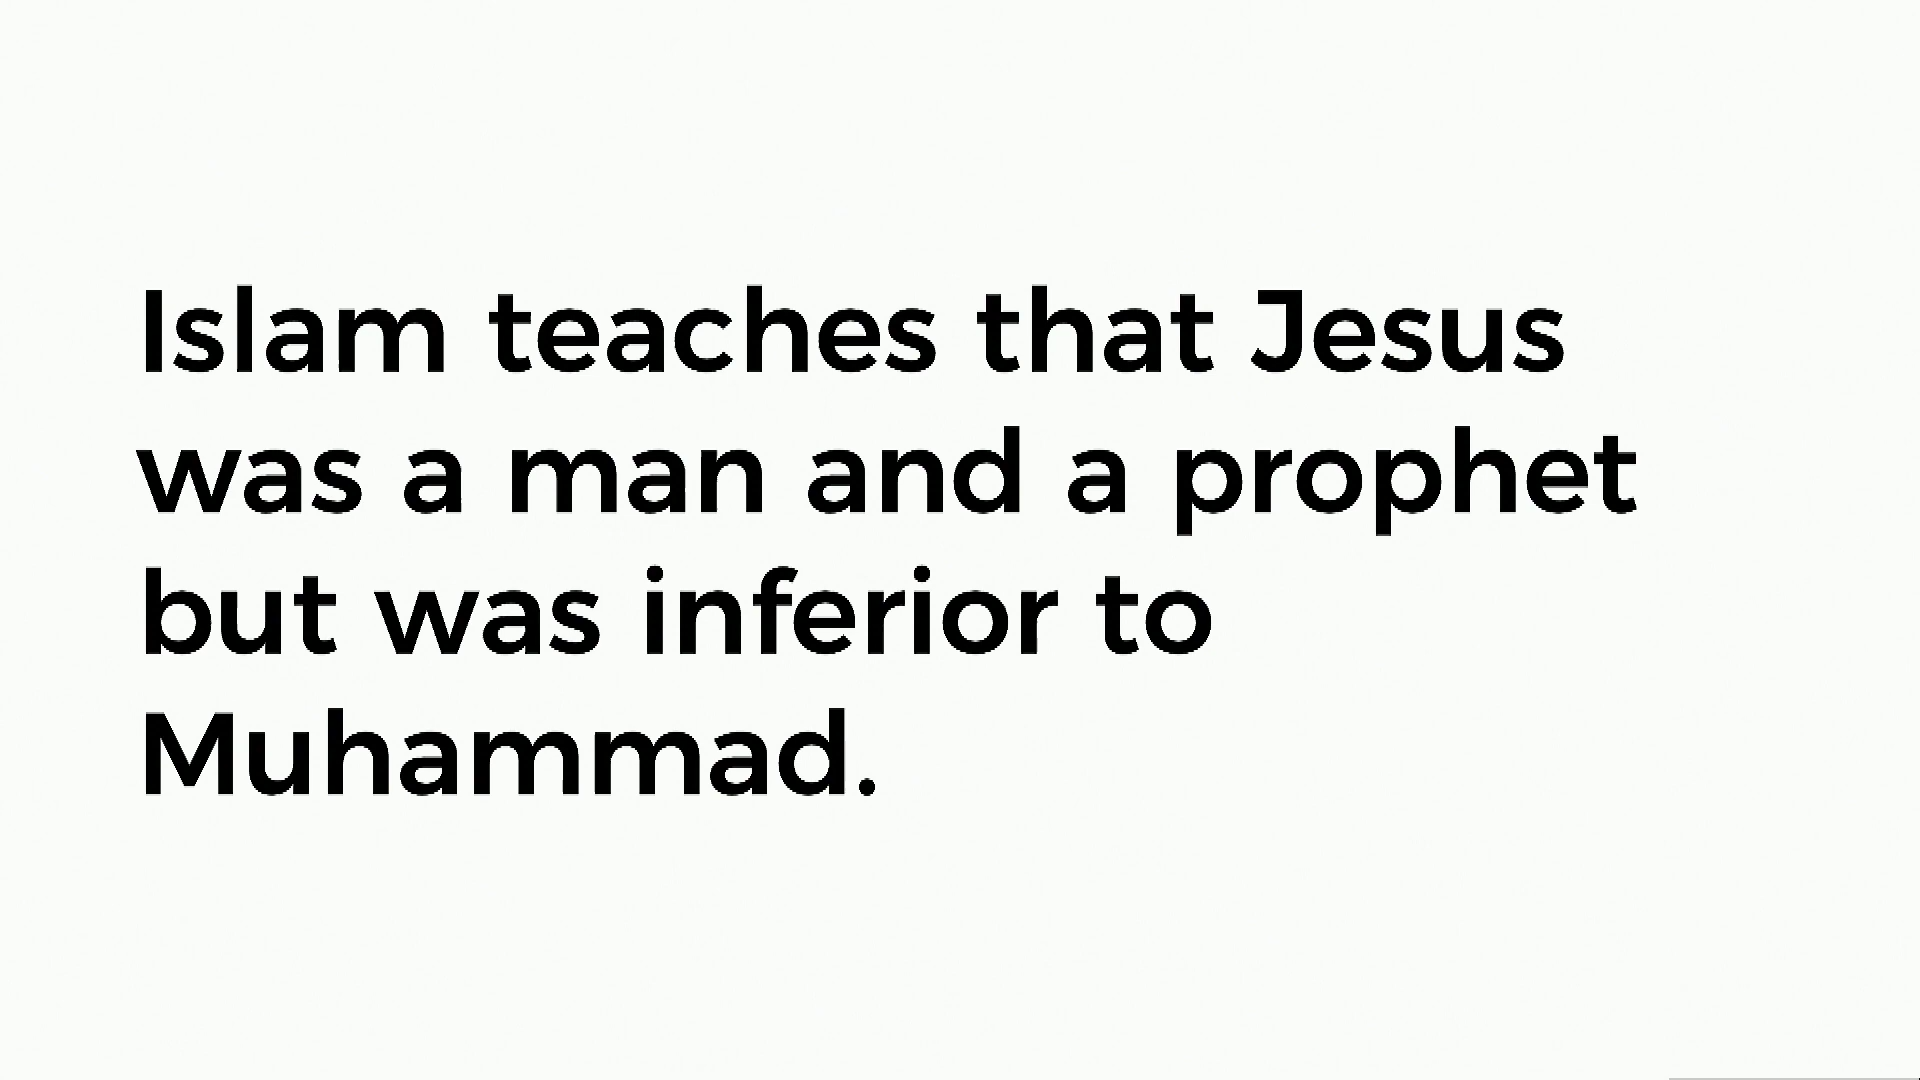 Islam teaches that Jesus
was a man and a prophet
but was inferior to
Muhammad.